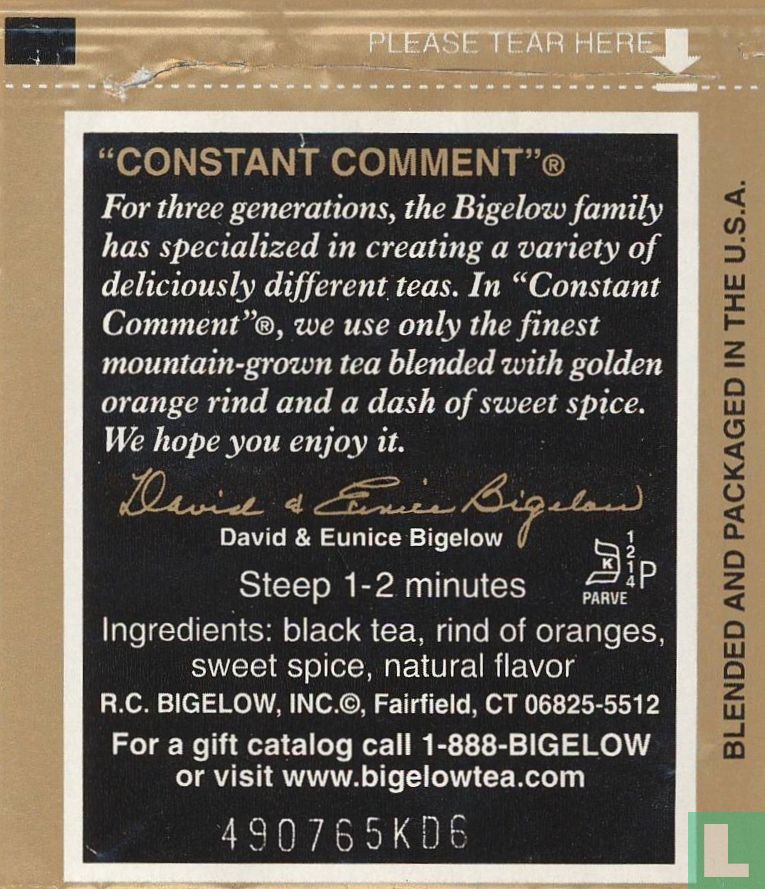 PLEASE TEAR HERE
"CONSTANT COMMENT"®
For three generations, the Bigelow family
has specialized in creating a variety of
deliciously different teas. In "Constant
Comment"®, we use only the finest
mountain-grown tea blended with golden
orange rind and a dash of sweet spice.
We hope you enjoy it.
David & Eunice Bigelow
David & Eunice Bigelow
Steep 1-2 minutes
K
1
2
1
4
P
PARVE
Ingredients: black tea, rind of oranges,
sweet spice, natural flavor
R.C. BIGELOW, INC.©, Fairfield, CT 06825-5512
For a gift catalog call 1-888-BIGELOW
or visit www.bigelowtea.com
490765KD6
BLENDED AND PACKAGED IN THE U.S.A.
L